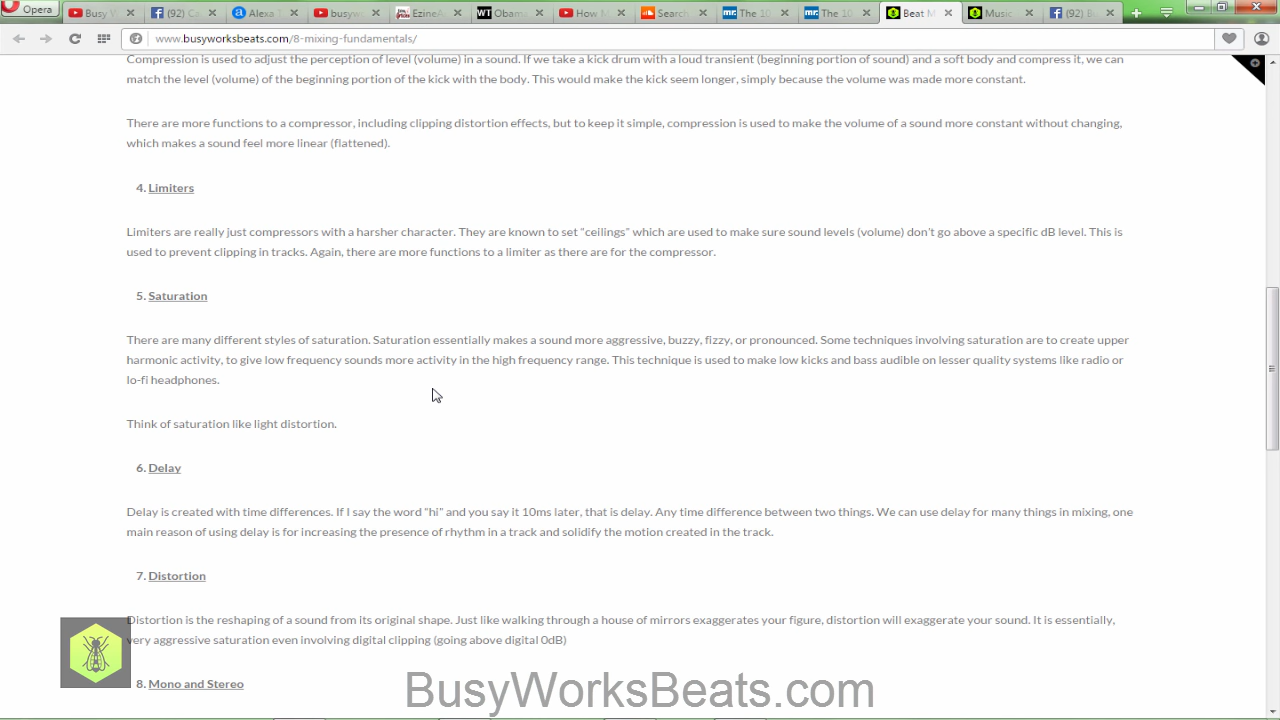 Opera
Busy W
(92) Ca
Alexa T
busyw
EzineA
Obama
How M
Search
The 10
The 10
Beat M
Music
(92) B
www.busyworksbeats.com/8-mixing-fundamentals/
Compression is used to adjust the perception of level (volume) in a sound. If we take a kick drum with a loud transient (beginning portion of sound) and a soft body and compress it, we can
match the level (volume) of the beginning portion of the kick with the body. This would make the kick seem longer, simply because the volume was made more constant.
There are more functions to a compressor, including clipping distortion effects, but to keep it simple, compression is used to make the volume of a sound more constant without changing,
which makes a sound feel more linear (flattened).
4. Limiters
Limiters are really just compressors with a harsher character. They are known to set "ceilings" which are used to make sure sound levels (volume) don't go above a specific dB level. This is
used to prevent clipping in tracks. Again, there are more functions to a limiter as there are for the compressor.
5. Saturation
There are many different styles of saturation. Saturation essentially makes a sound more aggressive, buzzy, fizzy, or pronounced. Some techniques involving saturation are to create upper
harmonic activity, to give low frequency sounds more activity in the high frequency range. This technique is used to make low kicks and bass audible on lesser quality systems like radio or
lo-fi headphones.
Think of saturation like light distortion.
6. Delay
Delay is created with time differences. If I say the word "hi" and you say it 10ms later, that is delay. Any time difference between two things. We can use delay for many things in mixing, one
main reason of using delay is for increasing the presence of rhythm in a track and solidify the motion created in the track.
7. Distortion
Distortion is the reshaping of a sound from its original shape. Just like walking through a house of mirrors exaggerates your figure, distortion will exaggerate your sound. It is essentially,
very aggressive saturation even involving digital clipping (going above digital 0dB)
8. Mono and Stereo
BusyWorksBeats.com